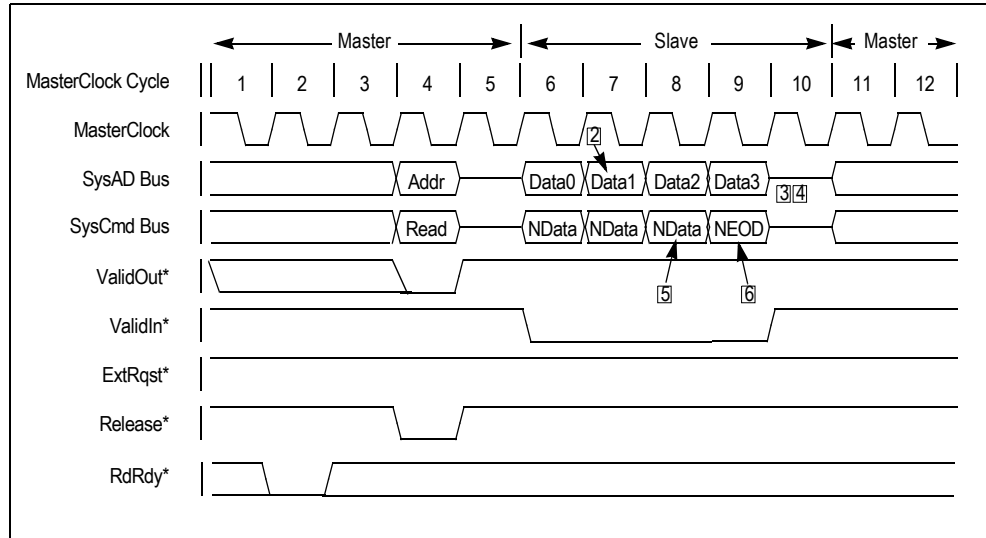 Master Slave Master
MasterClock Cycle 1 2 3 4 5 6 7 8 9 10 11 12
MasterClock
2
SysAD Bus Addr Data0 Data1 Data2 Data3
3 4
SysCmd Bus Read NData NData NData NEOD
ValidOut*
5 6
ValidIn*
ExtRqst*
Release*
RdRdy*